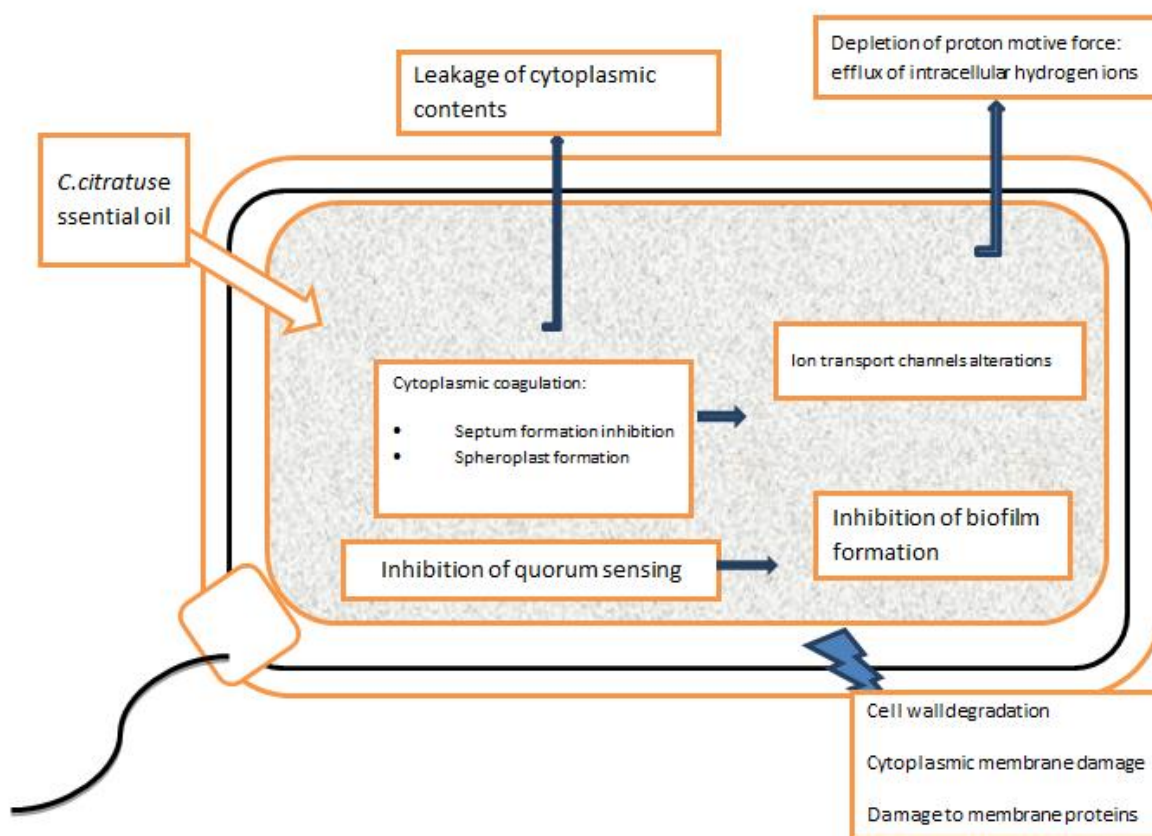 Depletion of proton motive force:
efflux of intracellular hydrogen ions
Leakage of cytoplasmic
contents
C.citratuse
ssential oil
Ion transport channels alterations
Cytoplasmic coagulation:
• Septum formation inhibition
• Spheroplast formation
Inhibition of biofilm
formation
Inhibition of quorum sensing
Cell wall degradation
Cytoplasmic membrane damage
Damage to membrane proteins